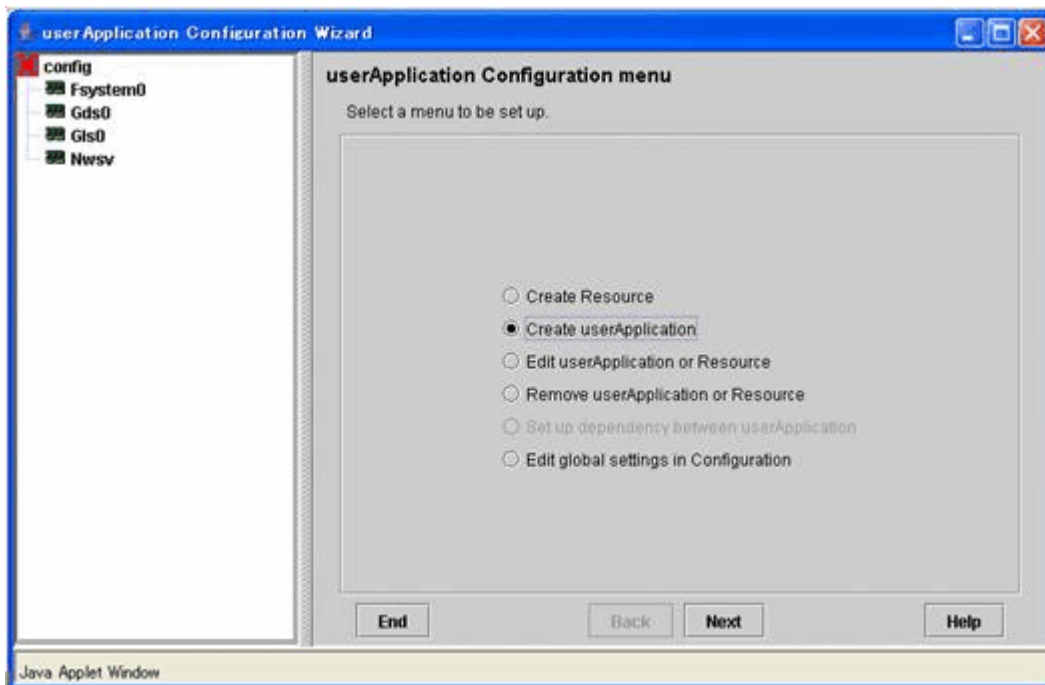 userApplication Configuration Wizard
config
Fsystem0
Gds0
Gls0
Nwsv
userApplication Configuration menu
Select a menu to be set up.
Create Resource
Create userApplication
Edit userApplication or Resource
Remove userApplication or Resource
Set up dependency between userApplication
Edit global settings in Configuration
End Back Next Help
Java Applet Window